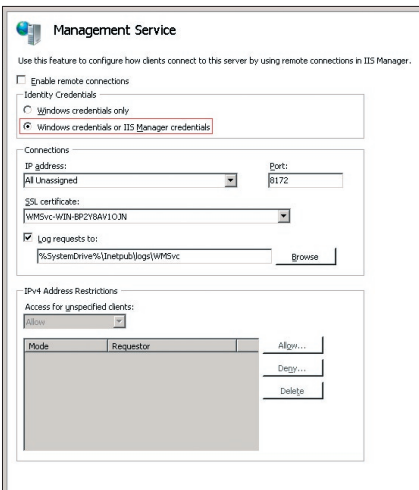 Management Service
Use this feature to configure how clients connect to this server by using remote connections in IIS Manager.
Enable remote connections
Identity Credentials
Windows credentials only
Windows credentials or IIS Manager credentials
Connections
IP address:
Port:
All Unassigned
8172
SSL certificate:
WMSvc-WIN-BP2Y8AV1OJN
Log requests to:
%SystemDrive%\Inetpub\logs\WMSvc
Browse
IPv4 Address Restrictions
Access for unspecified clients:
Allow
Mode
Requestor
Allow...
Deny...
Delete